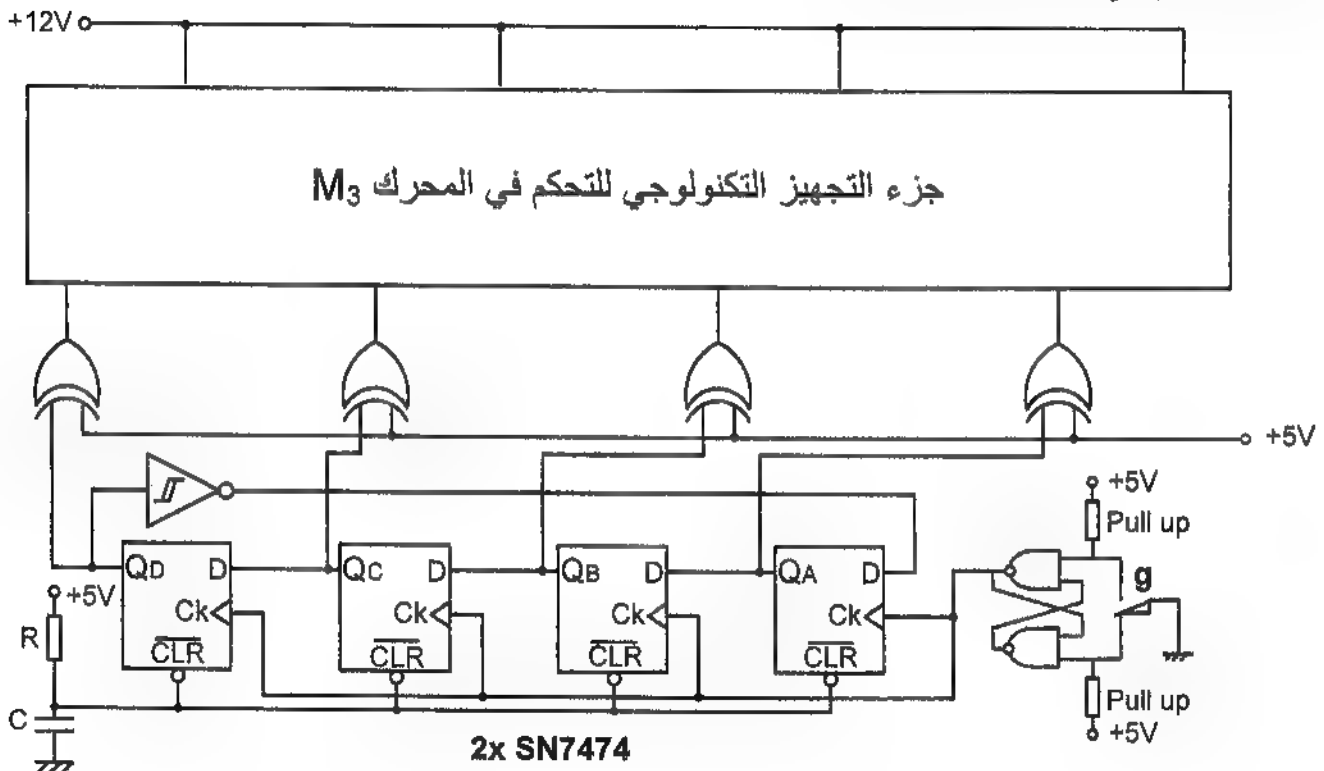 +12V
جزء التجهيز التكنولوجي للتحكم في المحرك M₃
+5V
+5V
Pull up
g
QD D QC D QB D QA D
+5V
Ck Ck Ck Ck
R
CLR CLR CLR CLR
C
Pull up
+5V
2x SN7474